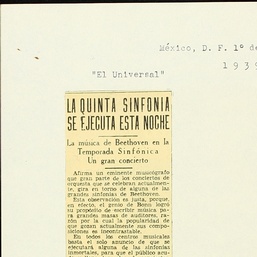 México, D. F. 1º de
193
"El Universal"
LA QUINTA SINFONIA
SE EJECUTA ESTA NOCHE
La música de Beethoven en la
Temporada Sinfónica
Un gran concierto
Afirma un eminente musicógrafo
que gran parte de los conciertos de
orquesta que se celebran actualmen-
te, gira en torno de alguna de las
grandes sinfonías de Beethoven.
Esta observación es justa, porque,
en efecto, el genio de Bonn logró
su propósito de escribir música pa-
ra grandes masas de auditores, ra-
zón por la cual la popularidad de
que gozan actualmente sus compo-
siciones es incontrastable.
En todos los centros musicales
basta el solo anuncio de que se
ejecutará, alguna de las sinfonías
inmortales, para que el público acu-